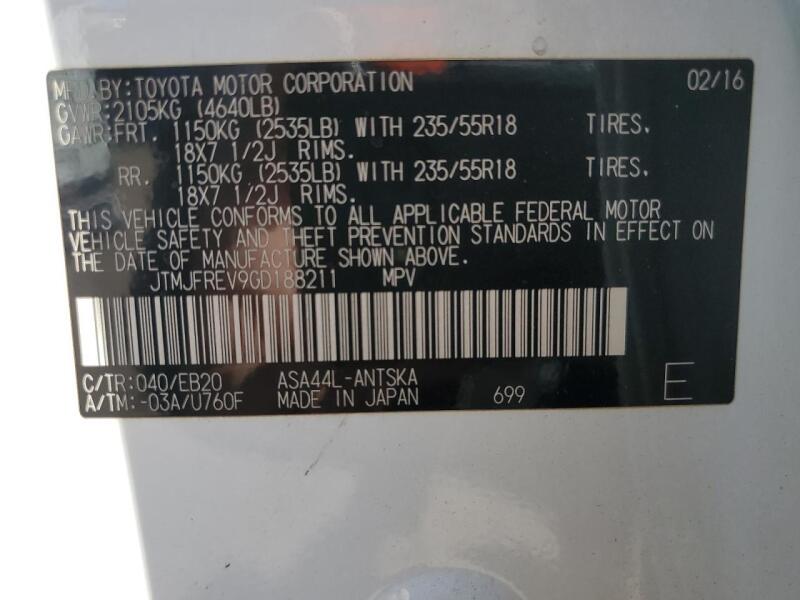 MFD.BY:TOYOTA MOTOR CORPORATION 02/16
GVWR:2105KG (4640LB)
GAWR:FRT. 1150KG (2535LB) WITH 235/55R18 TIRES.
18X7 1/2J RIMS.
RR. 1150KG (2535LB) WITH 235/55R18 TIRES.
18X7 1/2J RIMS.
THIS VEHICLE CONFORMS TO ALL APPLICABLE FEDERAL MOTOR
VEHICLE SAFETY AND THEFT PREVENTION STANDARDS IN EFFECT ON
THE DATE OF MANUFACTURE SHOWN ABOVE.
JTMJFREV9GD188211 MPV
C/TR:040/EB20 ASA44L-ANTSKA
A/TM:-03A/U760F MADE IN JAPAN 699 E